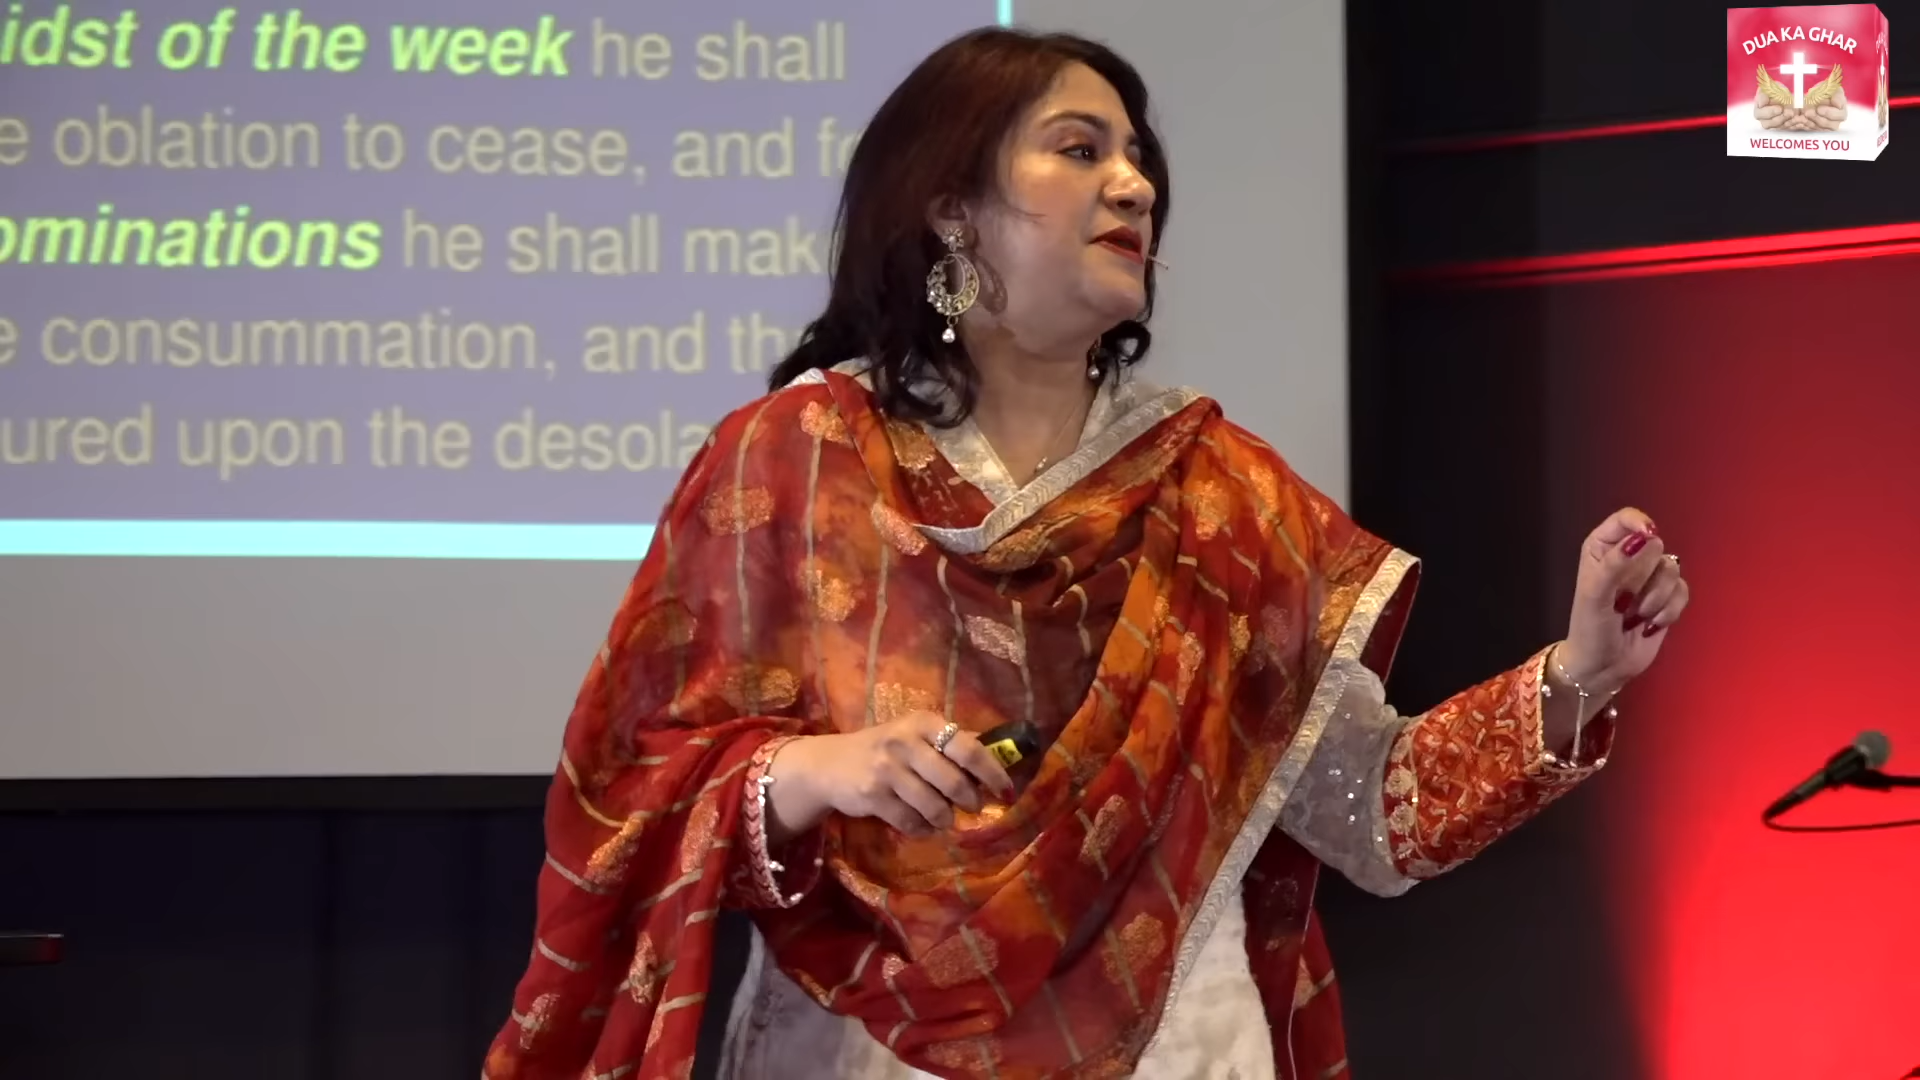 idst of the week he shall
e oblation to cease, and
ominations he shall mak
e consummation, and
ured upon the desola
DUA KA GHAR
WELCOMES YOU